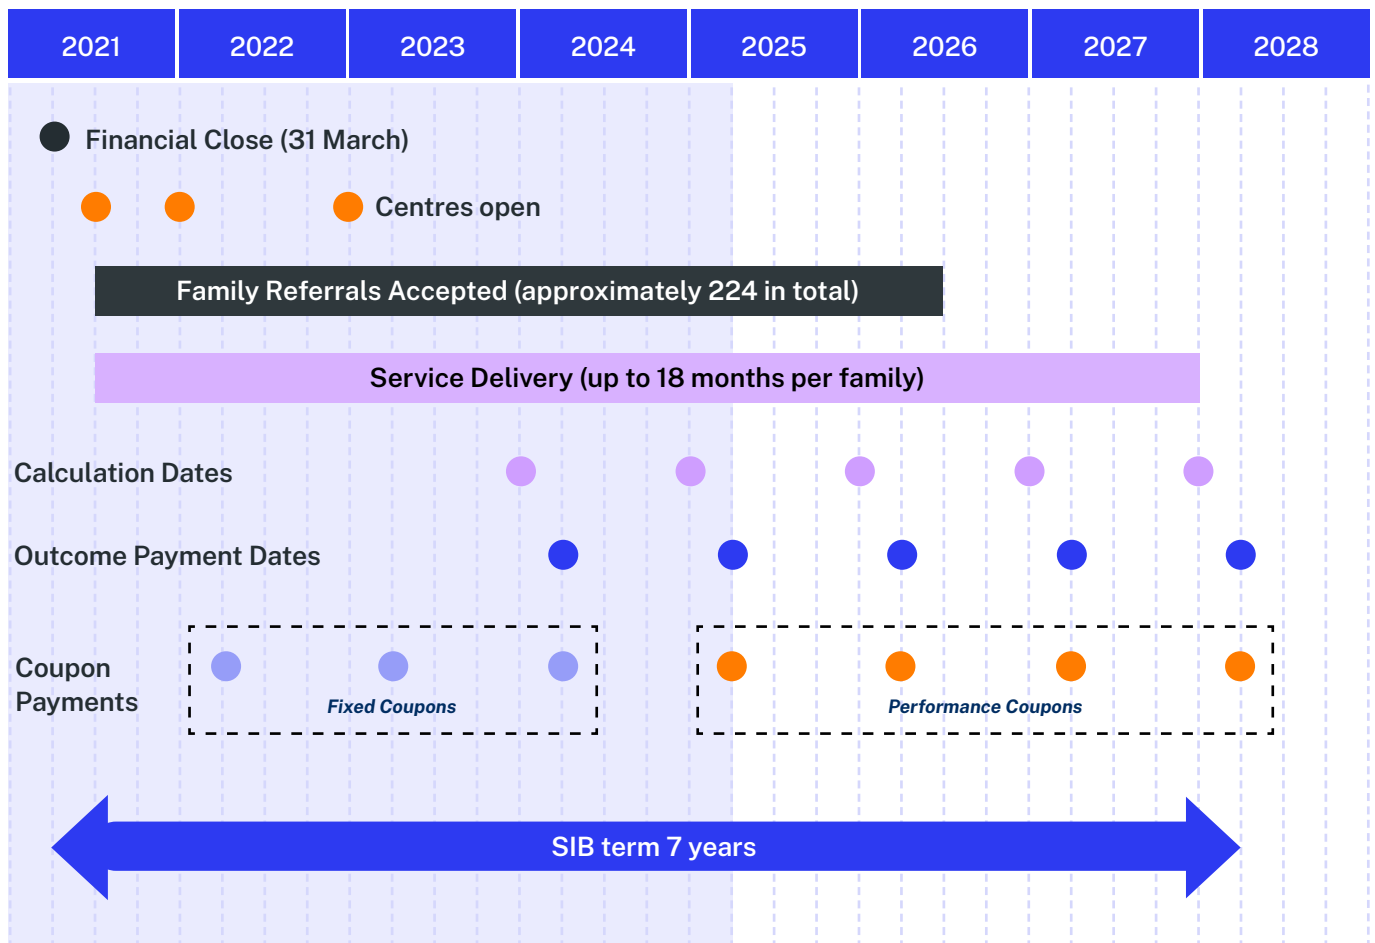 2021 2022 2023 2024 2025 2026 2027 2028
Financial Close (31 March)
Centres open
Family Referrals Accepted (approximately 224 in total)
Service Delivery (up to 18 months per family)
Calculation Dates
Outcome Payment Dates
Coupon
Payments
Fixed Coupons
Performance Coupons
SIB term 7 years